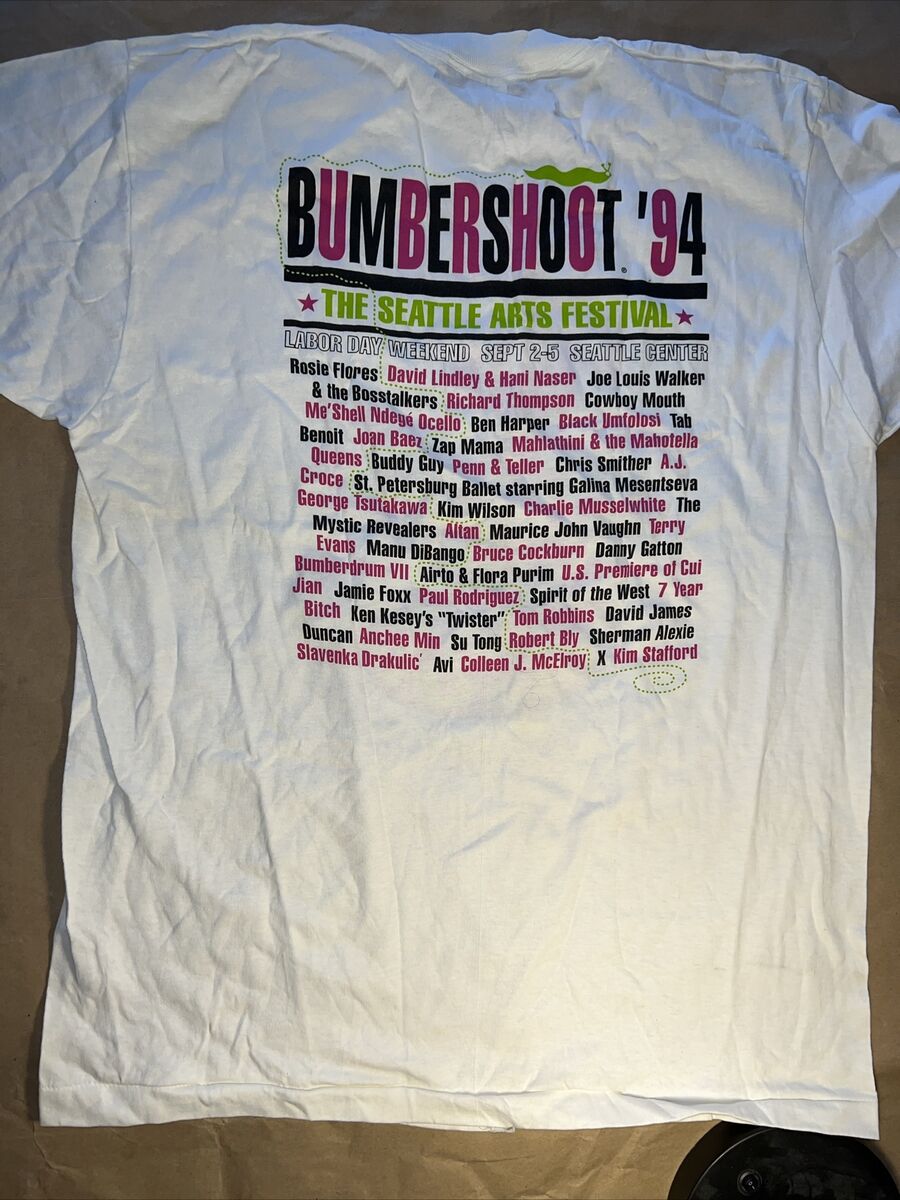 BUMBERSHOOT. '94
THE SEATTLE ARTS FESTIVAL
LABOR DAY WEEKEND SEPT 2-5 SEATTLE CENTER
Rosie Flores David Lindley & Hani Naser Joe Louis Walker
& the Bosstalkers Richard Thompson Cowboy Mouth
Me'Shell Ndegé Ocello Ben Harper Black Umfolosi Tab
Benoit Joan Baez Zap Mama Mahlathini & the Mahotella
Queens Buddy Guy Penn & Teller Chris Smither A.J.
Croce St. Petersburg Ballet starring Galina Mesentseva
George Tsutakawa Kim Wilson Charlie Musselwhite The
Mystic Revealers Altan Maurice John Vaughn Terry
Evans Manu DiBango Bruce Cockburn Danny Gatton
Bumberdrum VII Airto & Flora Purim U.S. Premiere of Cui
Jian Jamie Foxx Paul Rodriguez Spirit of the West 7 Year
Bitch Ken Kesey's "Twister" Tom Robbins David James
Duncan Anchee Min Su Tong Robert Bly Sherman Alexie
Slavenka Drakulic' Avi Colleen J. McElroy X Kim Stafford